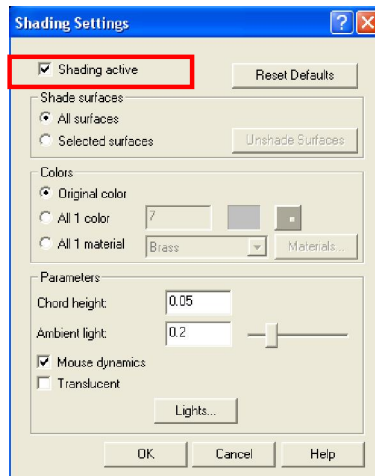 Shading Settings
Shading active
Reset Defaults
Shade surfaces
All surfaces
Selected surfaces
Unshade Surfaces
Colors
Original color
All 1 color
7
All 1 material
Brass
Materials...
Parameters
Chord height:
0.05
Ambient light:
0.2
Mouse dynamics
Translucent
Lights...
OK
Cancel
Help